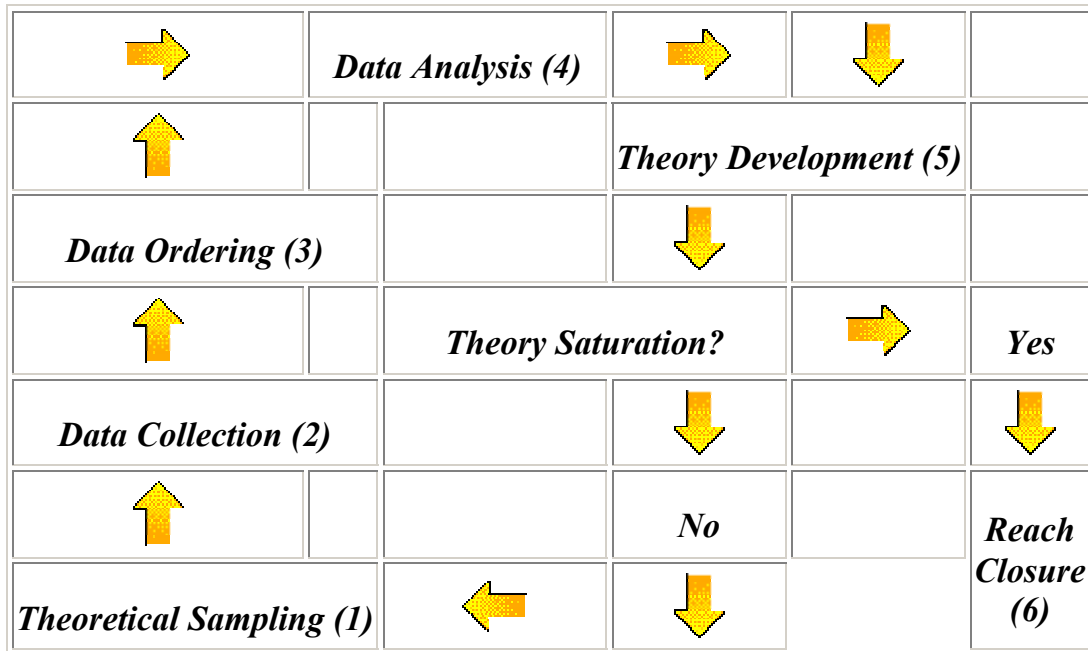 Data Analysis (4)
Theory Development (5)
Data Ordering (3)
Theory Saturation?
Yes
Data Collection (2)
No
Reach
Closure
(6)
Theoretical Sampling (1)